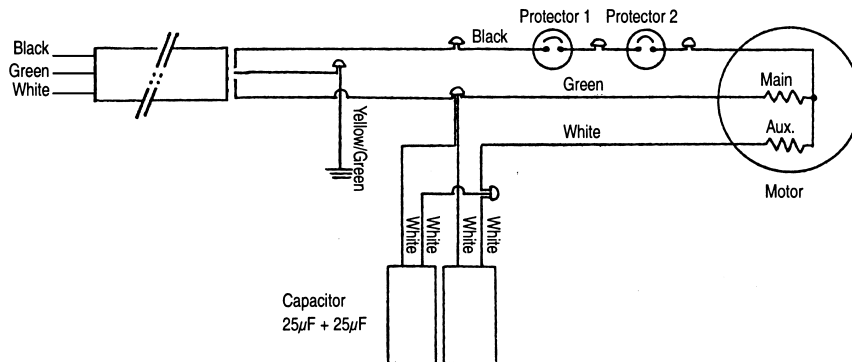 Protector 1 Protector 2
Black
Black
Green
White
Green
Main
Yellow/Green
White
Aux.
Motor
White
White
White
White
Capacitor
25µF + 25µF